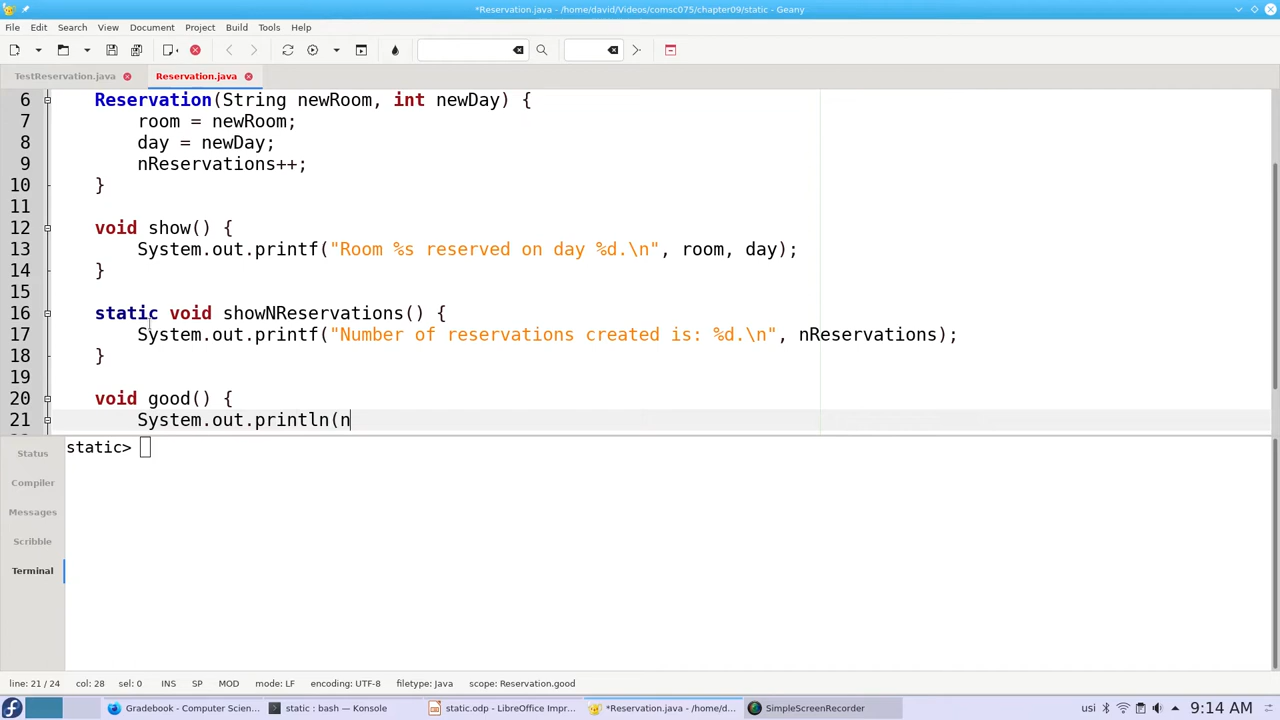 *Reservation.java - /home/david/Videos/comsc075/chapter09/static - Geany
File Edit Search View Document Project Build Tools Help
TestReservation.java Reservation.java
6 Reservation(String newRoom, int newDay) {
7 room = newRoom;
8 day = newDay;
9 nReservations++;
10 }
11
12 void show() {
13 System.out.printf("Room %s reserved on day %d.\n", room, day);
14 }
15
16 static void showNReservations() {
17 System.out.printf("Number of reservations created is: %d.\n", nReservations);
18 }
19
20 void good() {
21 System.out.println(n
Status
Compiler
Messages
Scribble
Terminal
static>
line: 21 / 24 col: 28 sel: 0 INS SP MOD mode: LF encoding: UTF-8 filetype: Java scope: Reservation.good
Gradebook - Computer Scien... static : bash — Konsole static.odp - LibreOffice Impr... *Reservation.java - /home/d... SimpleScreenRecorder usi 9:14 AM